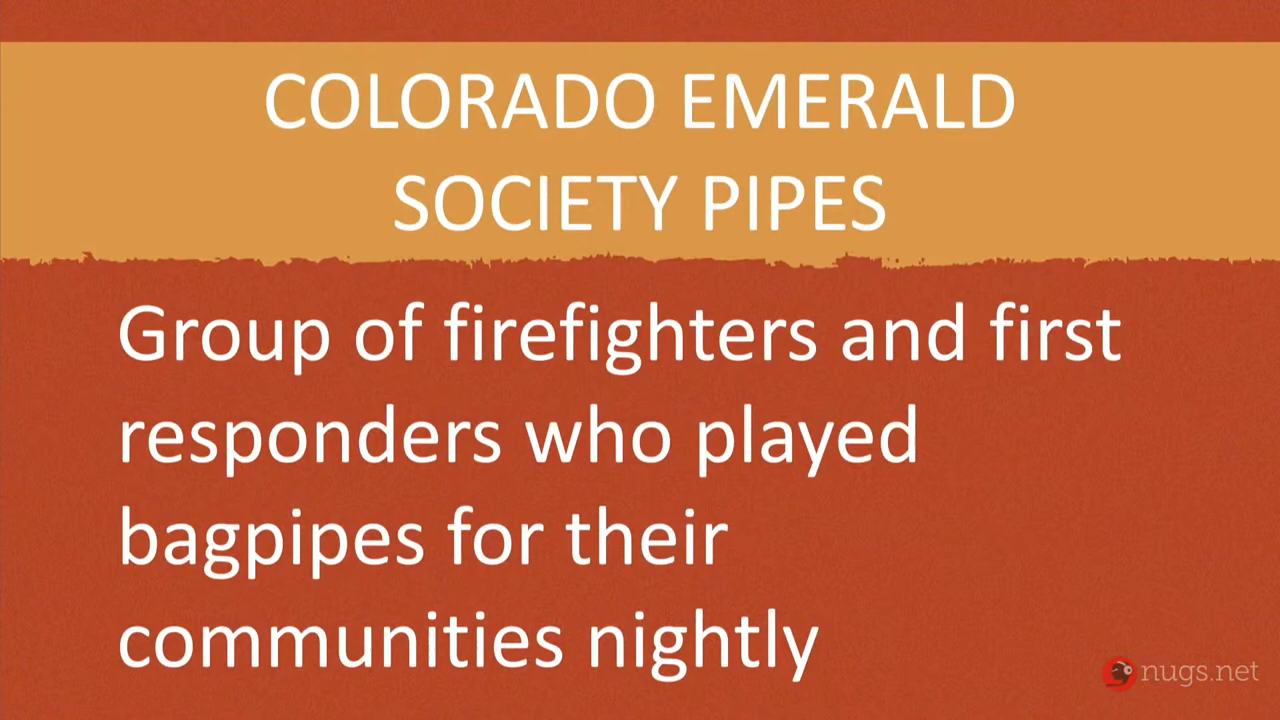 COLORADO EMERALD
SOCIETY PIPES
Group of firefighters and first
responders who played
bagpipes for their
communities nightly
nugs.net